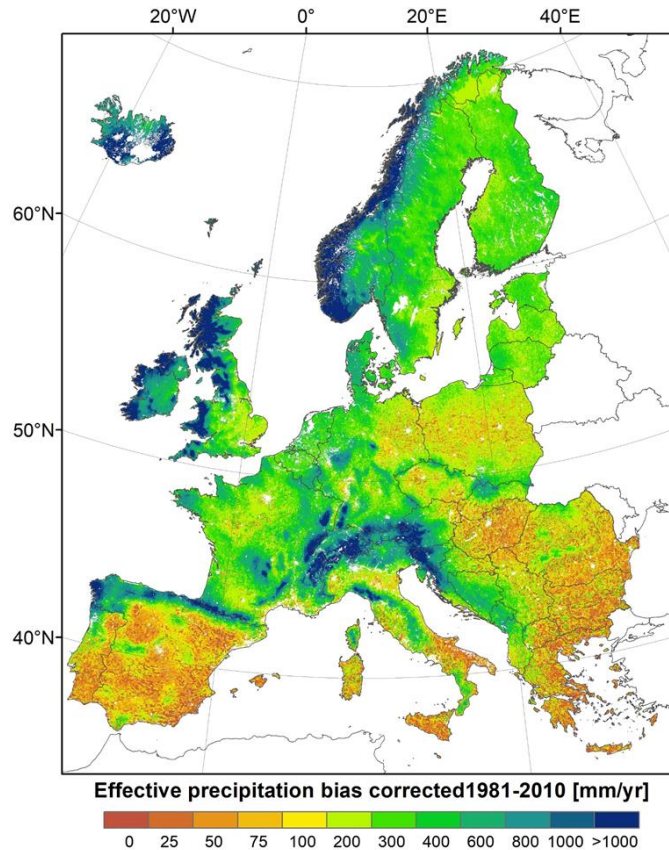 20°W 0° 20°E 40°E
60°N
50°N
40°N
Effective precipitation bias corrected1981-2010 [mm/yr]
0 25 50 75 100 200 300 400 600 800 1000 >1000